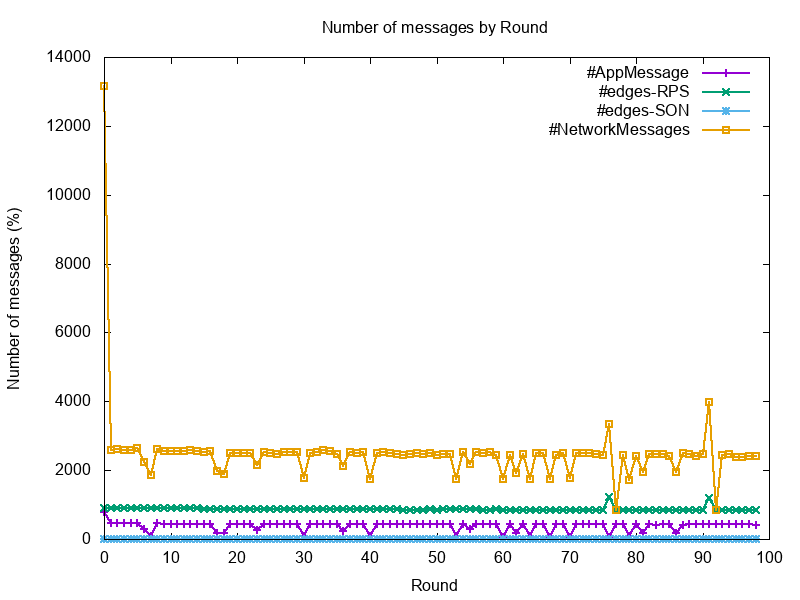 Number of messages by Round
14000
12000
10000
8000
6000
4000
2000
0
Number of messages (%)
#AppMessage
#edges-RPS
#edges-SON
#NetworkMessages
0 10 20 30 40 50 60 70 80 90 100
Round